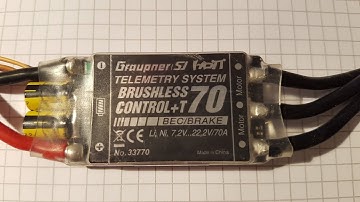 Graupner/SJ HoTT
TELEMETRY SYSTEM
BRUSHLESS
CONTROL+T 70
BEC/BRAKE
Li, Ni, 7,2V...22,2V/70A
No. 33770
Made in China
Motor
Motor